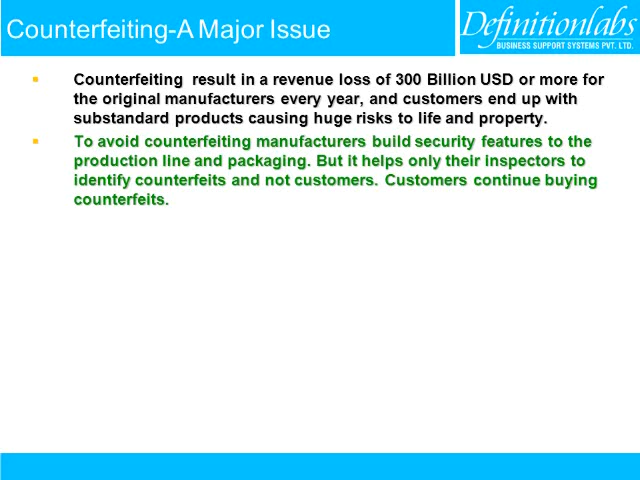 Counterfeiting-A Major Issue
Definitionlabs
BUSINESS SUPPORT SYSTEMS PVT. LTD.
Counterfeiting result in a revenue loss of 300 Billion USD or more for
the original manufacturers every year, and customers end up with
substandard products causing huge risks to life and property.
To avoid counterfeiting manufacturers build security features to the
production line and packaging. But it helps only their inspectors to
identify counterfeits and not customers. Customers continue buying
counterfeits.